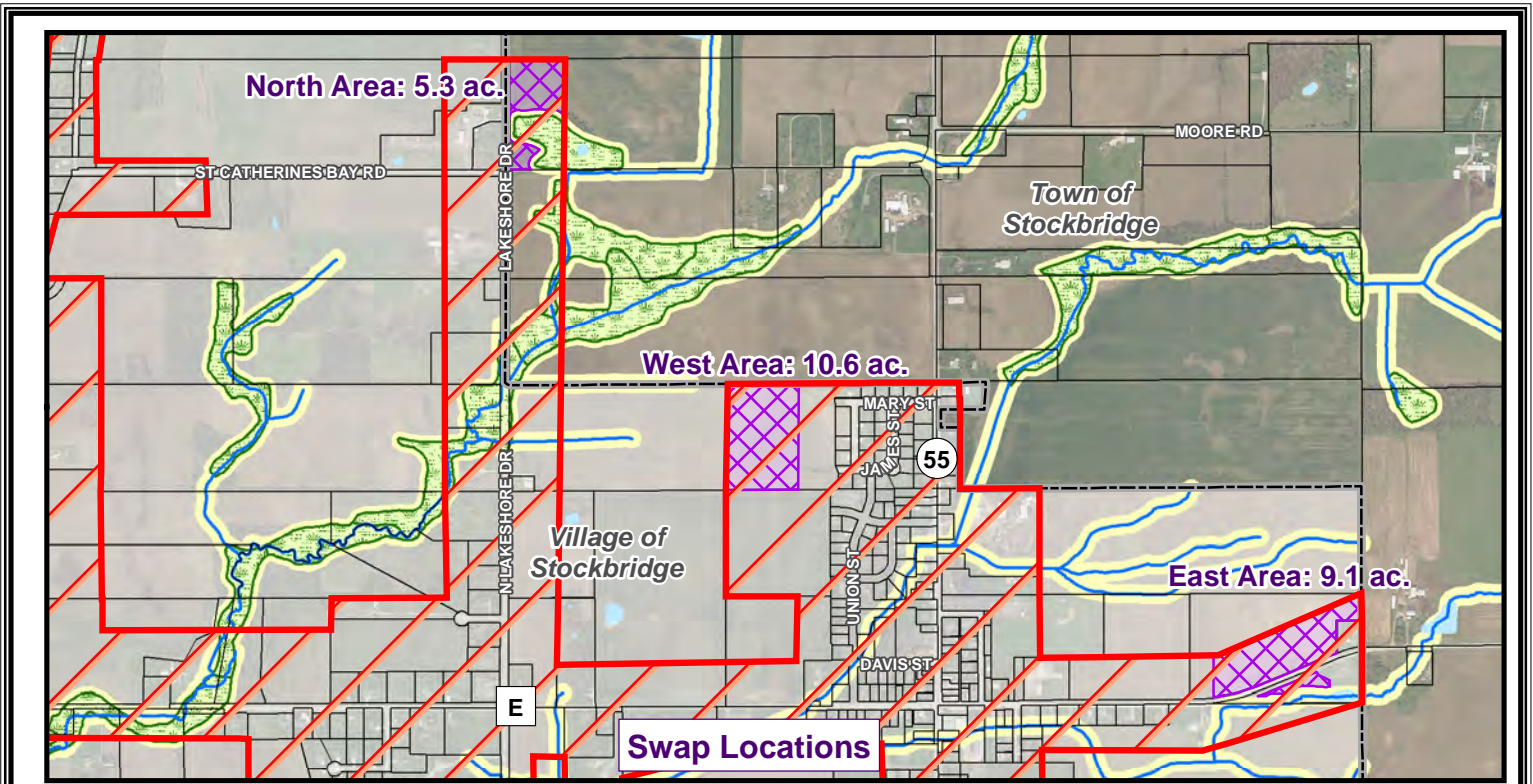 North Area: 5.3 ac.
MOORE RD
ST CATHERINES BAY RD
LAKESHORE DR
Town of
Stockbridge
West Area: 10.6 ac.
MARY ST
JAMES ST
55
N LAKESHORE DR
Village of
Stockbridge
UNION ST
East Area: 9.1 ac.
DAVIS ST
E
Swap Locations